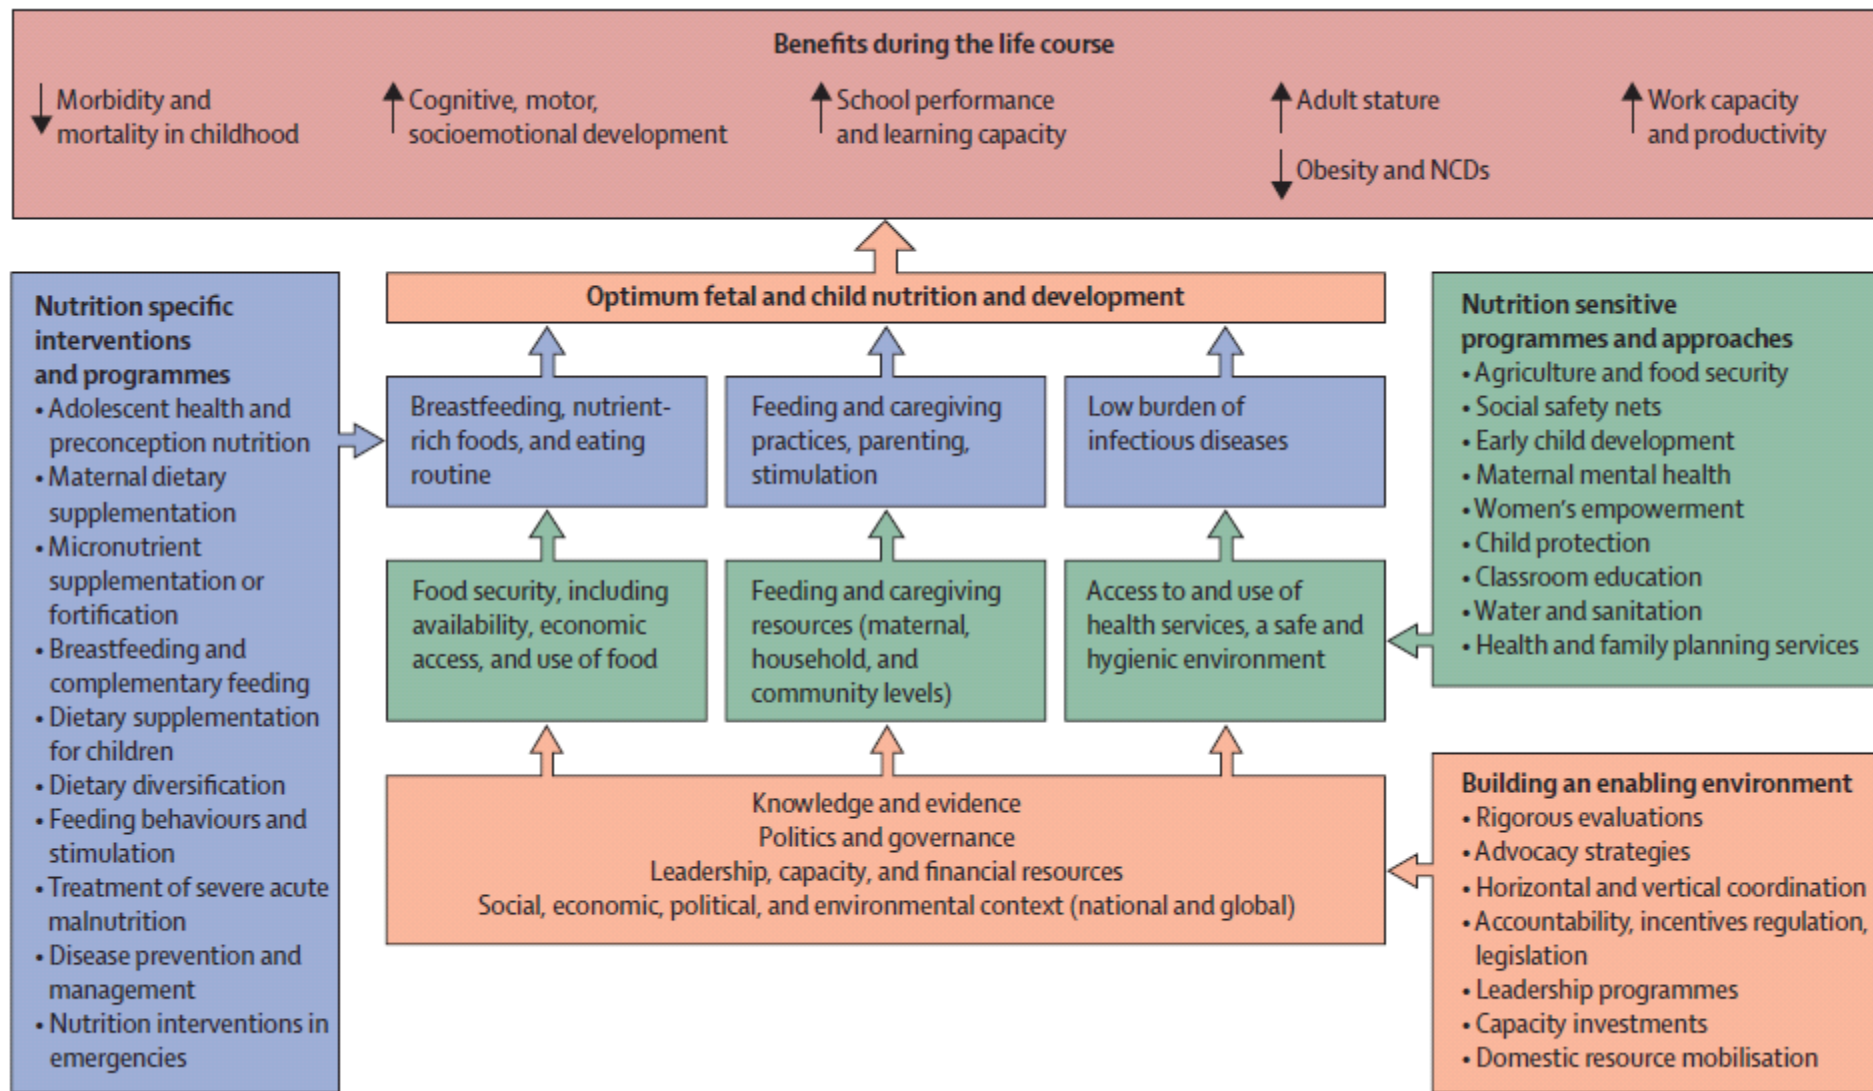 Benefits during the life course
Morbidity and
mortality in childhood
Cognitive, motor,
socioemotional development
School performance
and learning capacity
Adult stature
Obesity and NCDs
Work capacity
and productivity
Nutrition specific
interventions
and programmes
• Adolescent health and
preconception nutrition
• Maternal dietary
supplementation
• Micronutrient
supplementation or
fortification
• Breastfeeding and
complementary feeding
• Dietary supplementation
for children
• Dietary diversification
• Feeding behaviours and
stimulation
• Treatment of severe acute
malnutrition
• Disease prevention and
management
• Nutrition interventions in
emergencies
Optimum fetal and child nutrition and development
Breastfeeding, nutrient-
rich foods, and eating
routine
Feeding and caregiving
practices, parenting,
stimulation
Low burden of
infectious diseases
Food security, including
availability, economic
access, and use of food
Feeding and caregiving
resources (maternal,
household, and
community levels)
Access to and use of
health services, a safe and
hygienic environment
Knowledge and evidence
Politics and governance
Leadership, capacity, and financial resources
Social, economic, political, and environmental context (national and global)
Nutrition sensitive
programmes and approaches
• Agriculture and food security
• Social safety nets
• Early child development
• Maternal mental health
• Women's empowerment
• Child protection
• Classroom education
• Water and sanitation
• Health and family planning services
Building an enabling environment
• Rigorous evaluations
• Advocacy strategies
• Horizontal and vertical coordination
• Accountability, incentives regulation,
legislation
• Leadership programmes
• Capacity investments
• Domestic resource mobilisation